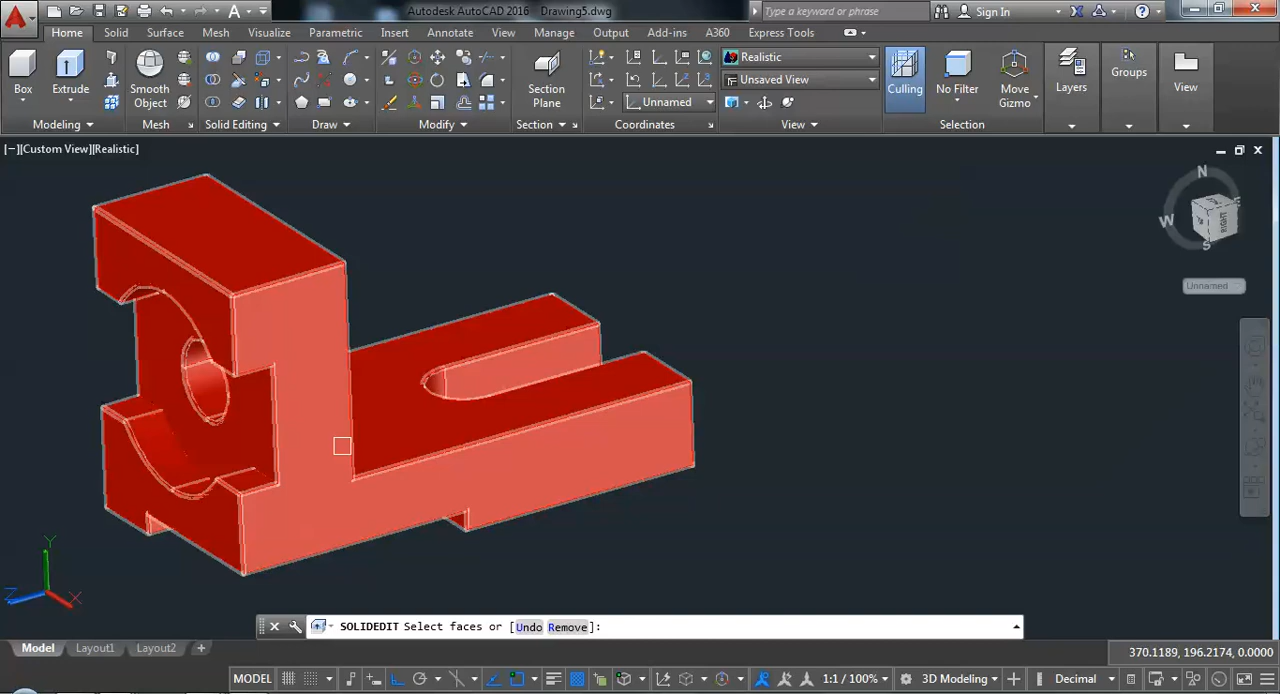 Autodesk AutoCAD 2016 Drawing5.dwg
Type a keyword or phrase
Sign In
Home Solid Surface Mesh Visualize Parametric Insert Annotate View Manage Output Add-ins A360 Express Tools
Realistic
Unsaved View
Unnamed
Box Extrude Smooth Object Section Plane Culling No Filter Move Gizmo Layers Groups View
Modeling Mesh Solid Editing Draw Modify Section Coordinates View Selection
[−][Custom View][Realistic]
N
W
S
RIGHT
Unnamed
Y
Z
X
SOLIDEDIT Select faces or [Undo Remove]:
Model Layout1 Layout2 +
370.1189, 196.2174, 0.0000
MODEL 1:1 / 100% 3D Modeling Decimal